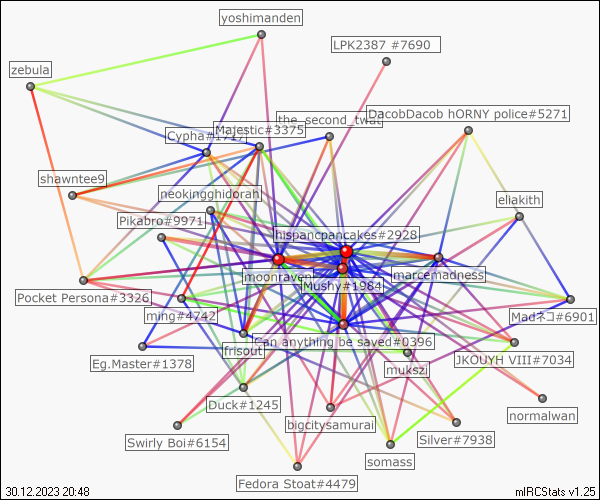 yoshimanden
LPK2387 #7690
zebula
DacobDacob hORNY police#5271
the_second_twat
Majestic#3375
Cypha#1717
shawntee9
neokingghidorah
eliakith
Pikabro#9971
hispancpancakes#2928
moonraven
marcemadness
Mushy#1984
Pocket Persona#3326
ming#4742
Madネコ#6901
Can anything be saved#0396
frisout
Eg.Master#1378
JKOUYH VIII#7034
mukszi
Duck#1245
normalwan
bigcitysamurai
Swirly Boi#6154
Silver#7938
somass
Fedora Stoat#4479
30.12.2023 20:48
mIRCStats v1.25